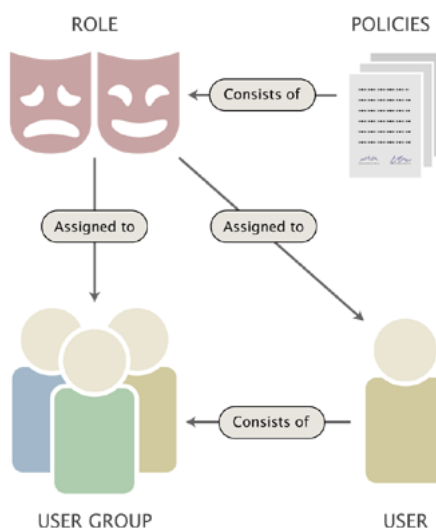 ROLE
POLICIES
Consists of
Assigned to
Assigned to
Consists of
USER GROUP
USER